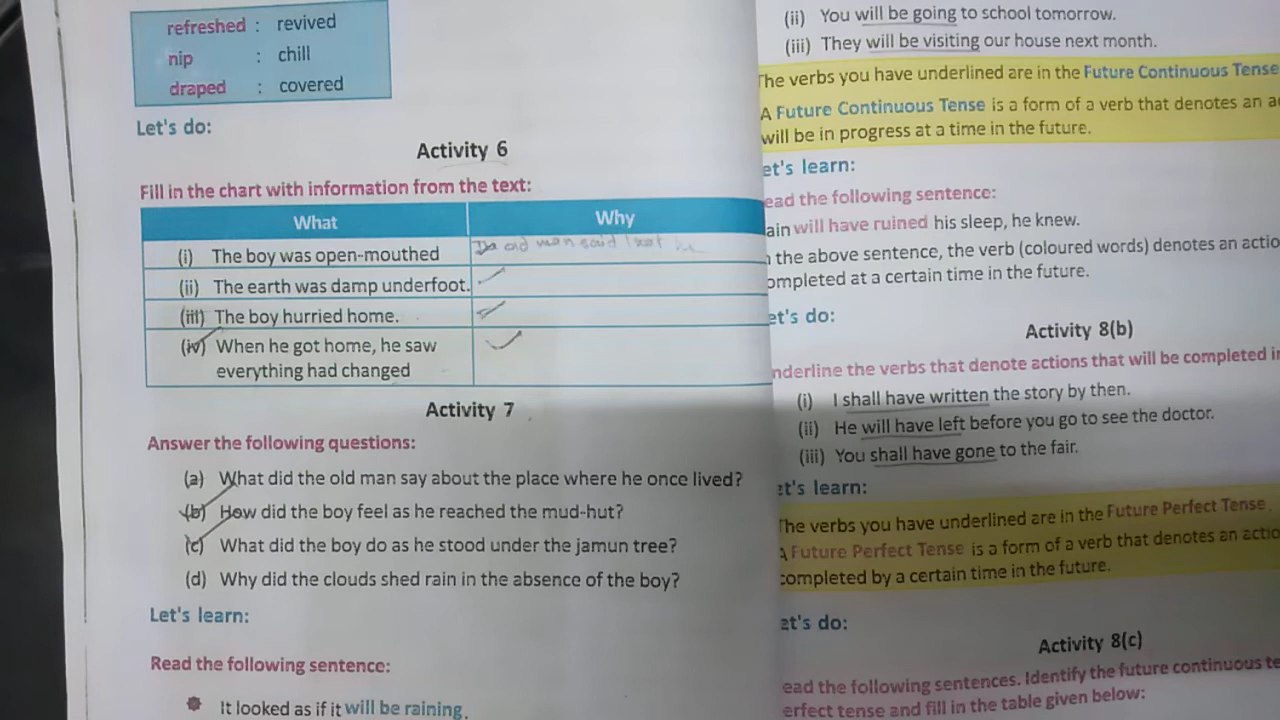 refreshed : revived
nip : chill
draped : covered
Let's do:
Activity 6
Fill in the chart with information from the text:
What Why
(i) The boy was open-mouthed old man said that he
(ii) The earth was damp underfoot.
(iii) The boy hurried home.
(iv) When he got home, he saw
everything had changed
Activity 7
Answer the following questions:
(a) What did the old man say about the place where he once lived?
(b) How did the boy feel as he reached the mud-hut?
(c) What did the boy do as he stood under the jamun tree?
(d) Why did the clouds shed rain in the absence of the boy?
Let's learn:
Read the following sentence:
It looked as if it will be raining.
(ii) You will be going to school tomorrow.
(iii) They will be visiting our house next month.
The verbs you have underlined are in the Future Continuous Tense
A Future Continuous Tense is a form of a verb that denotes an a
will be in progress at a time in the future.
et's learn:
ead the following sentence:
ain will have ruined his sleep, he knew.
the above sentence, the verb (coloured words) denotes an actio
ompleted at a certain time in the future.
et's do:
Activity 8(b)
nderline the verbs that denote actions that will be completed i
(i) I shall have written the story by then.
(ii) He will have left before you go to see the doctor.
(iii) You shall have gone to the fair.
et's learn:
The verbs you have underlined are in the Future Perfect Tense.
A Future Perfect Tense is a form of a verb that denotes an actio
completed by a certain time in the future.
et's do:
Activity 8(c)
ead the following sentences. Identify the future continuous te
erfect tense and fill in the table given below: